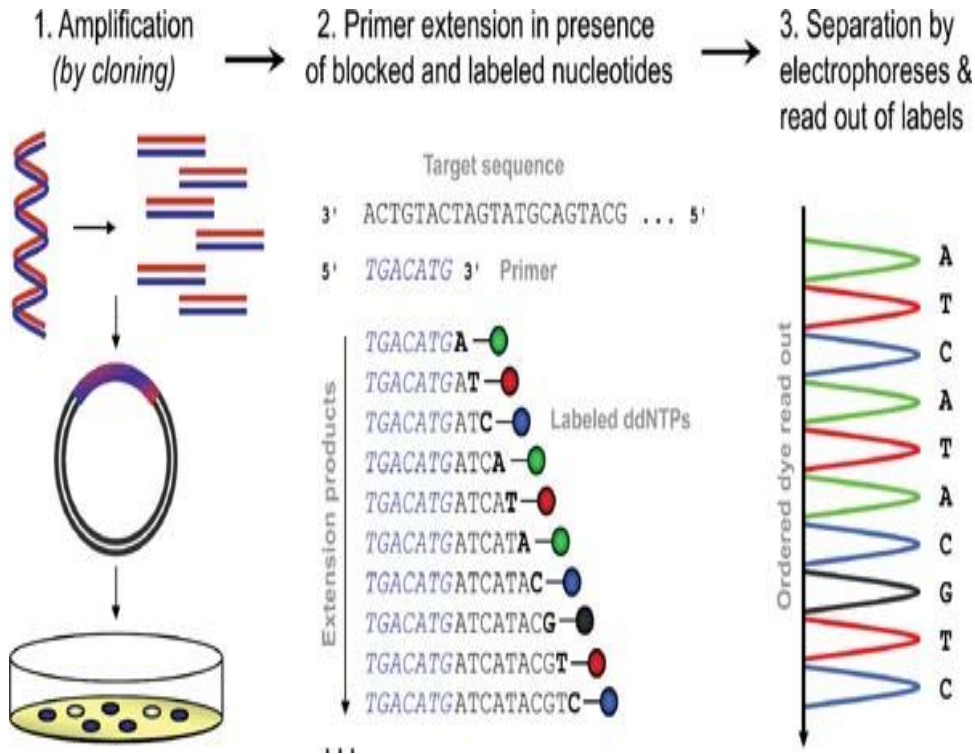 1. Amplification
(by cloning)
2. Primer extension in presence
of blocked and labeled nucleotides
3. Separation by
electrophoreses &
read out of labels
Target sequence
3' ACTGTACTAGTATGCAGTACG ... 5'
5' TGACATG 3' Primer
Extension products
TGACATGA
TGACATGAT
TGACATGATC
Labeled ddNTPs
TGACATGATCA
TGACATGATCAT
TGACATGATCATA
TGACATGATCATAC
TGACATGATCATACG
TGACATGATCATACGT
TGACATGATCATACGTC
...
Ordered dye read out
A
T
C
A
T
A
C
G
T
C